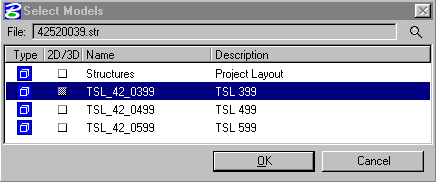 Select Models
File: 42520039.str
Type 2D/3D Name Description
Structures Project Layout
TSL_42_0399 TSL 399
TSL_42_0499 TSL 499
TSL_42_0599 TSL 599
OK Cancel